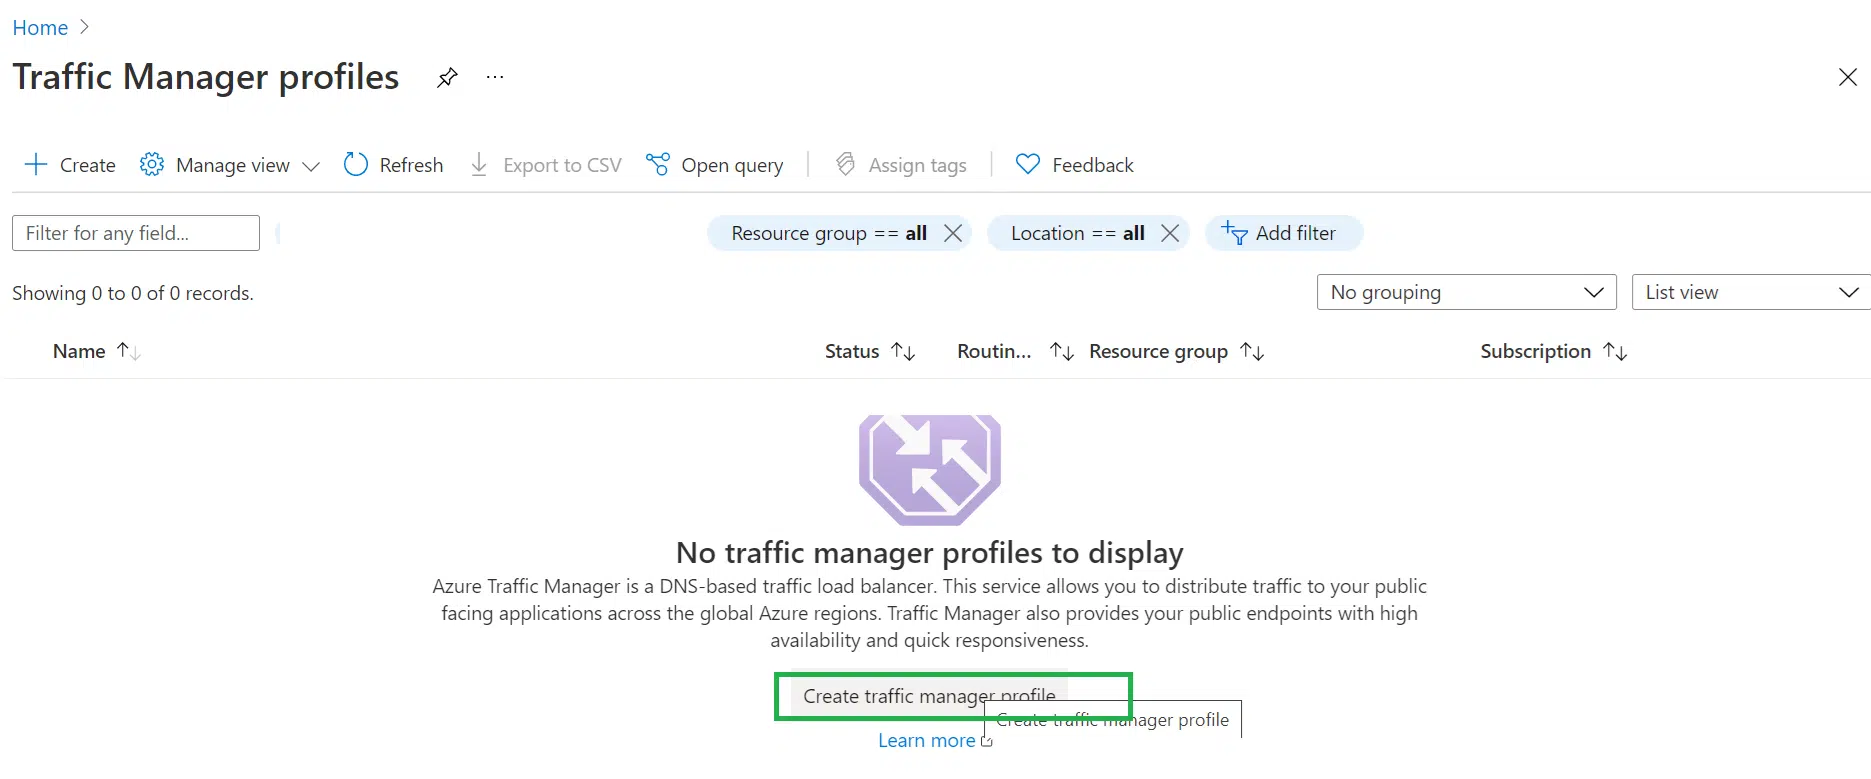 Home
Traffic Manager profiles
Create Manage view Refresh Export to CSV Open query Assign tags Feedback
Filter for any field... Resource group == all Location == all Add filter
Showing 0 to 0 of 0 records. No grouping List view
Name Status Routin... Resource group Subscription
No traffic manager profiles to display
Azure Traffic Manager is a DNS-based traffic load balancer. This service allows you to distribute traffic to your public
facing applications across the global Azure regions. Traffic Manager also provides your public endpoints with high
availability and quick responsiveness.
Create traffic manager profile
Create traffic manager profile
Learn more